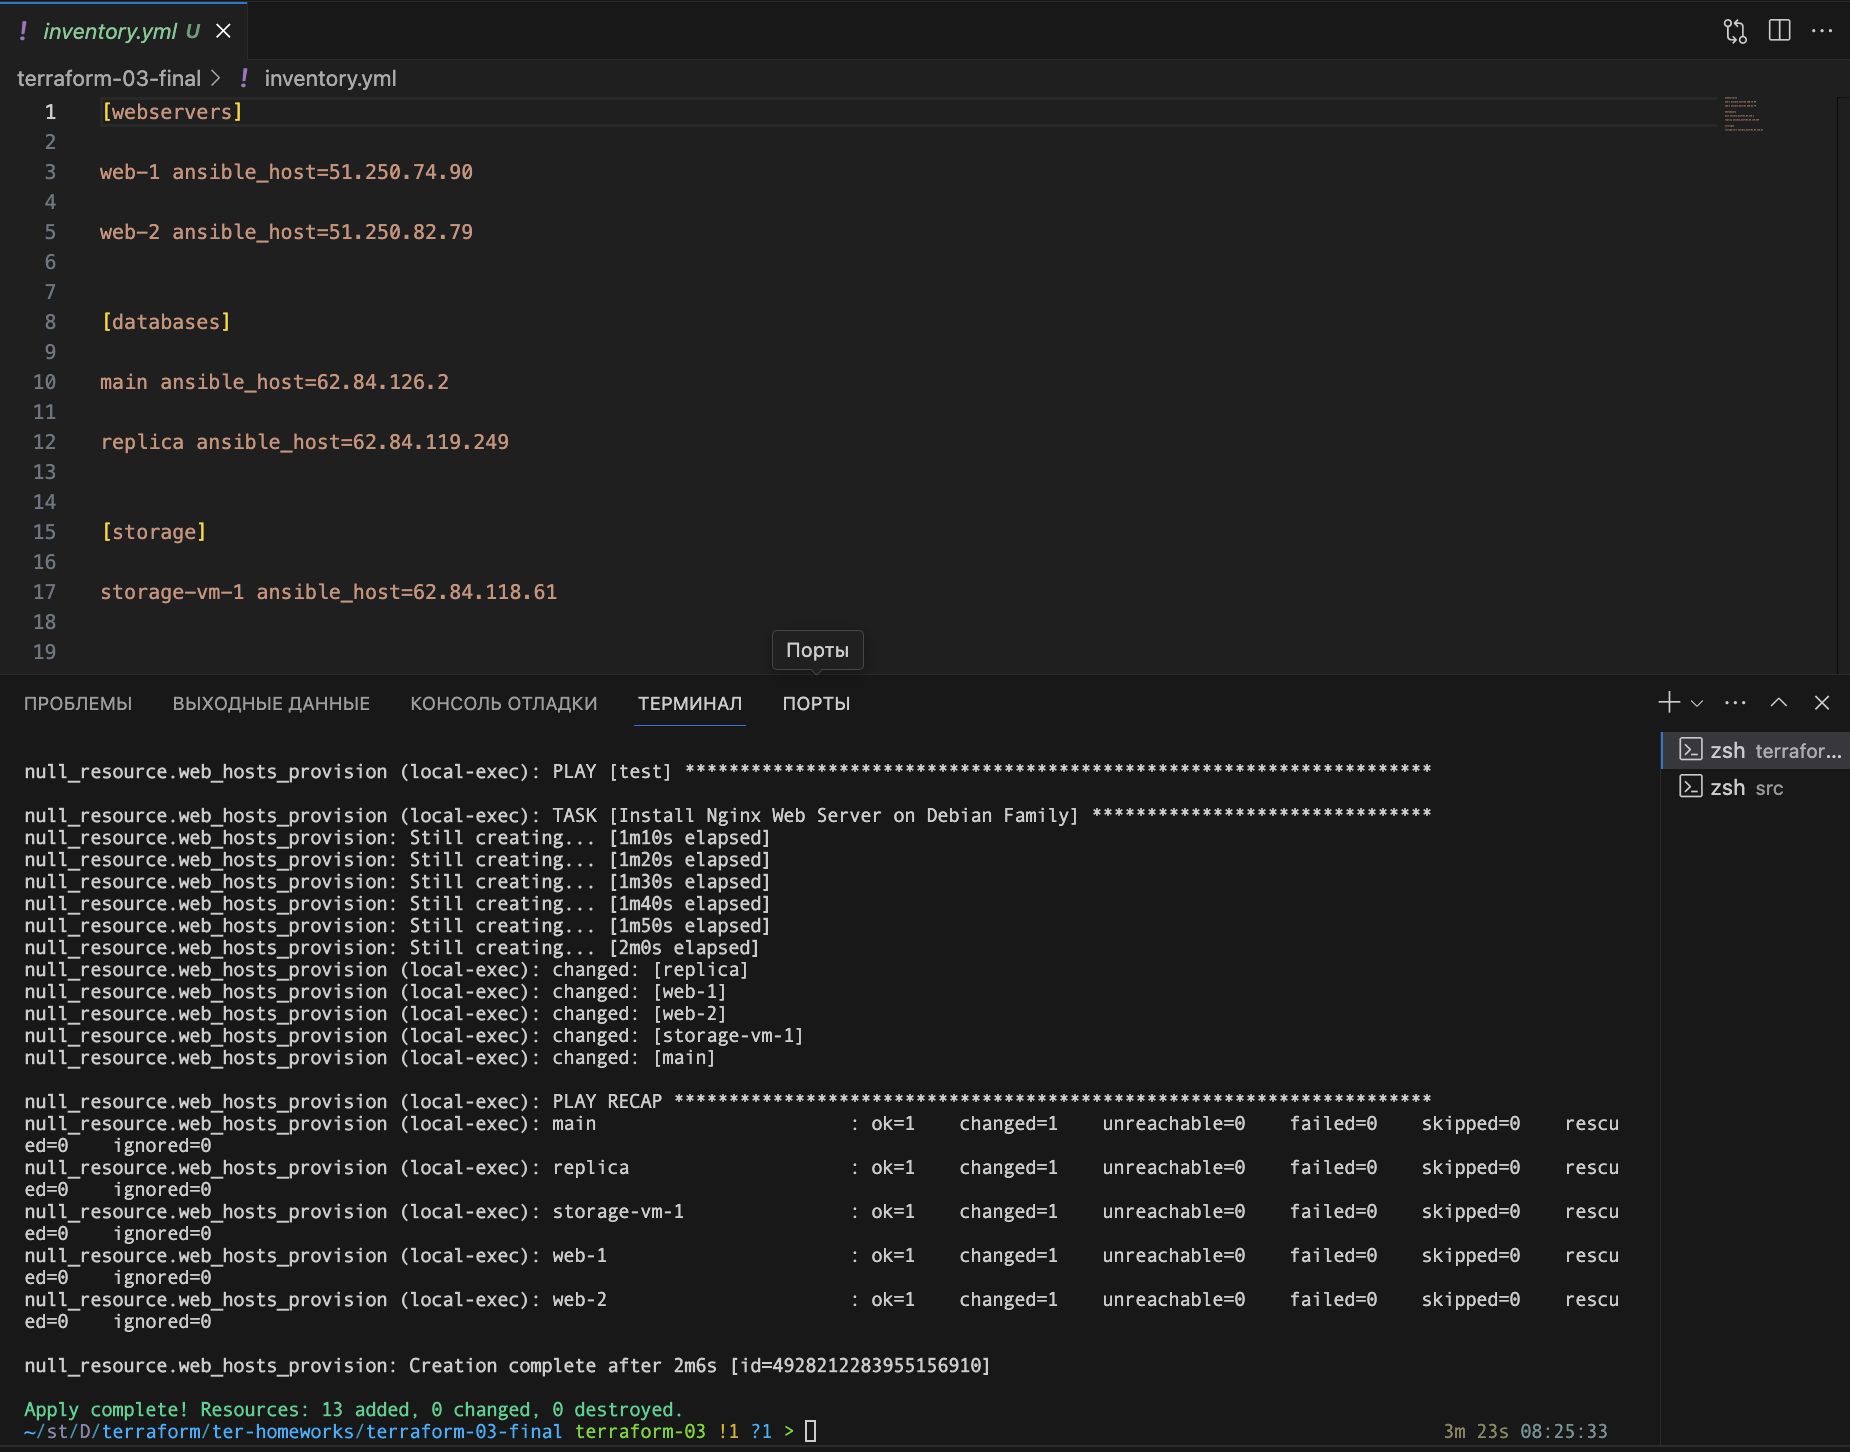 inventory.yml U
terraform-03-final > ! inventory.yml
1 [webservers]
2
3 web-1 ansible_host=51.250.74.90
4
5 web-2 ansible_host=51.250.82.79
6
7
8 [databases]
9
10 main ansible_host=62.84.126.2
11
12 replica ansible_host=62.84.119.249
13
14
15 [storage]
16
17 storage-vm-1 ansible_host=62.84.118.61
18
19
Порты
ПРОБЛЕМЫ ВЫХОДНЫЕ ДАННЫЕ КОНСОЛЬ ОТЛАДКИ ТЕРМИНАЛ ПОРТЫ
zsh terrafor...
zsh src
null_resource.web_hosts_provision (local-exec): PLAY [test] ********************************************************************
null_resource.web_hosts_provision (local-exec): TASK [Install Nginx Web Server on Debian Family] *******************************
null_resource.web_hosts_provision: Still creating... [1m10s elapsed]
null_resource.web_hosts_provision: Still creating... [1m20s elapsed]
null_resource.web_hosts_provision: Still creating... [1m30s elapsed]
null_resource.web_hosts_provision: Still creating... [1m40s elapsed]
null_resource.web_hosts_provision: Still creating... [1m50s elapsed]
null_resource.web_hosts_provision: Still creating... [2m0s elapsed]
null_resource.web_hosts_provision (local-exec): changed: [replica]
null_resource.web_hosts_provision (local-exec): changed: [web-1]
null_resource.web_hosts_provision (local-exec): changed: [web-2]
null_resource.web_hosts_provision (local-exec): changed: [storage-vm-1]
null_resource.web_hosts_provision (local-exec): changed: [main]
null_resource.web_hosts_provision (local-exec): PLAY RECAP *********************************************************************
null_resource.web_hosts_provision (local-exec): main : ok=1 changed=1 unreachable=0 failed=0 skipped=0 rescu
ed=0 ignored=0
null_resource.web_hosts_provision (local-exec): replica : ok=1 changed=1 unreachable=0 failed=0 skipped=0 rescu
ed=0 ignored=0
null_resource.web_hosts_provision (local-exec): storage-vm-1 : ok=1 changed=1 unreachable=0 failed=0 skipped=0 rescu
ed=0 ignored=0
null_resource.web_hosts_provision (local-exec): web-1 : ok=1 changed=1 unreachable=0 failed=0 skipped=0 rescu
ed=0 ignored=0
null_resource.web_hosts_provision (local-exec): web-2 : ok=1 changed=1 unreachable=0 failed=0 skipped=0 rescu
ed=0 ignored=0
null_resource.web_hosts_provision: Creation complete after 2m6s [id=4928212283955156910]
Apply complete! Resources: 13 added, 0 changed, 0 destroyed.
~/st/D/terraform/ter-homeworks/terraform-03-final terraform-03 !1 ?1 > 3m 23s 08:25:33